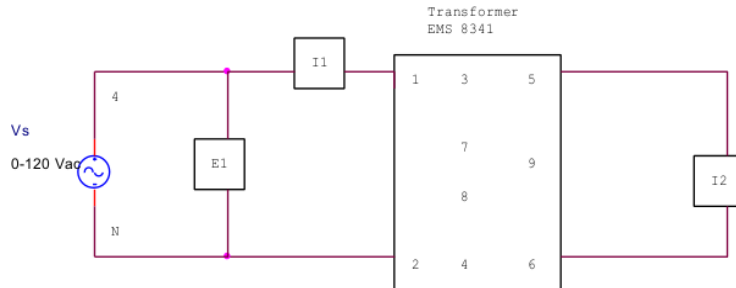 Transformer
EMS 8341
I1
1 3 5
4
Vs
7
0-120 Vac
E1
9
I2
8
N
2 4 6